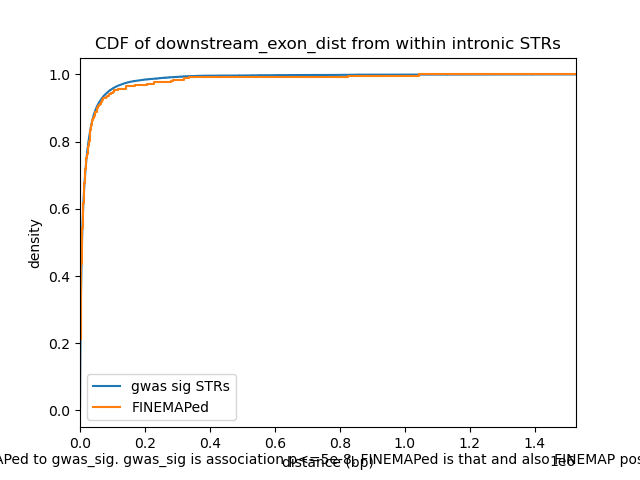 CDF of downstream_exon_dist from within intronic STRs
density
1.0
0.8
0.6
0.4
0.2
0.0
gwas sig STRs
FINEMAPed
0.0 0.2 0.4 0.6 0.8 1.0 1.2 1.4
1e6
distance (bp)
APed to gwas_sig. gwas_sig is association p<=5e-8, FINEMAPed is that and also FINEMAP pos